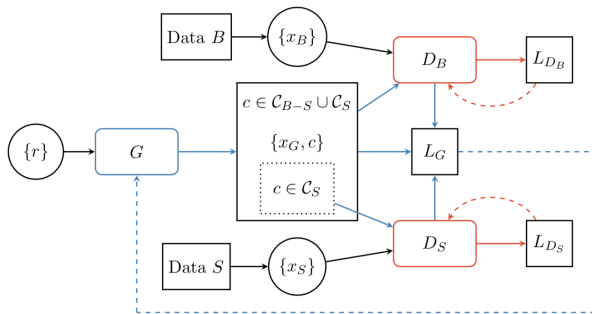 Data B
{x_B}
D_B
L_{D_B}
c ∈ C_{B−S} ∪ C_S
{r}
G
{x_G, c}
L_G
c ∈ C_S
Data S
{x_S}
D_S
L_{D_S}